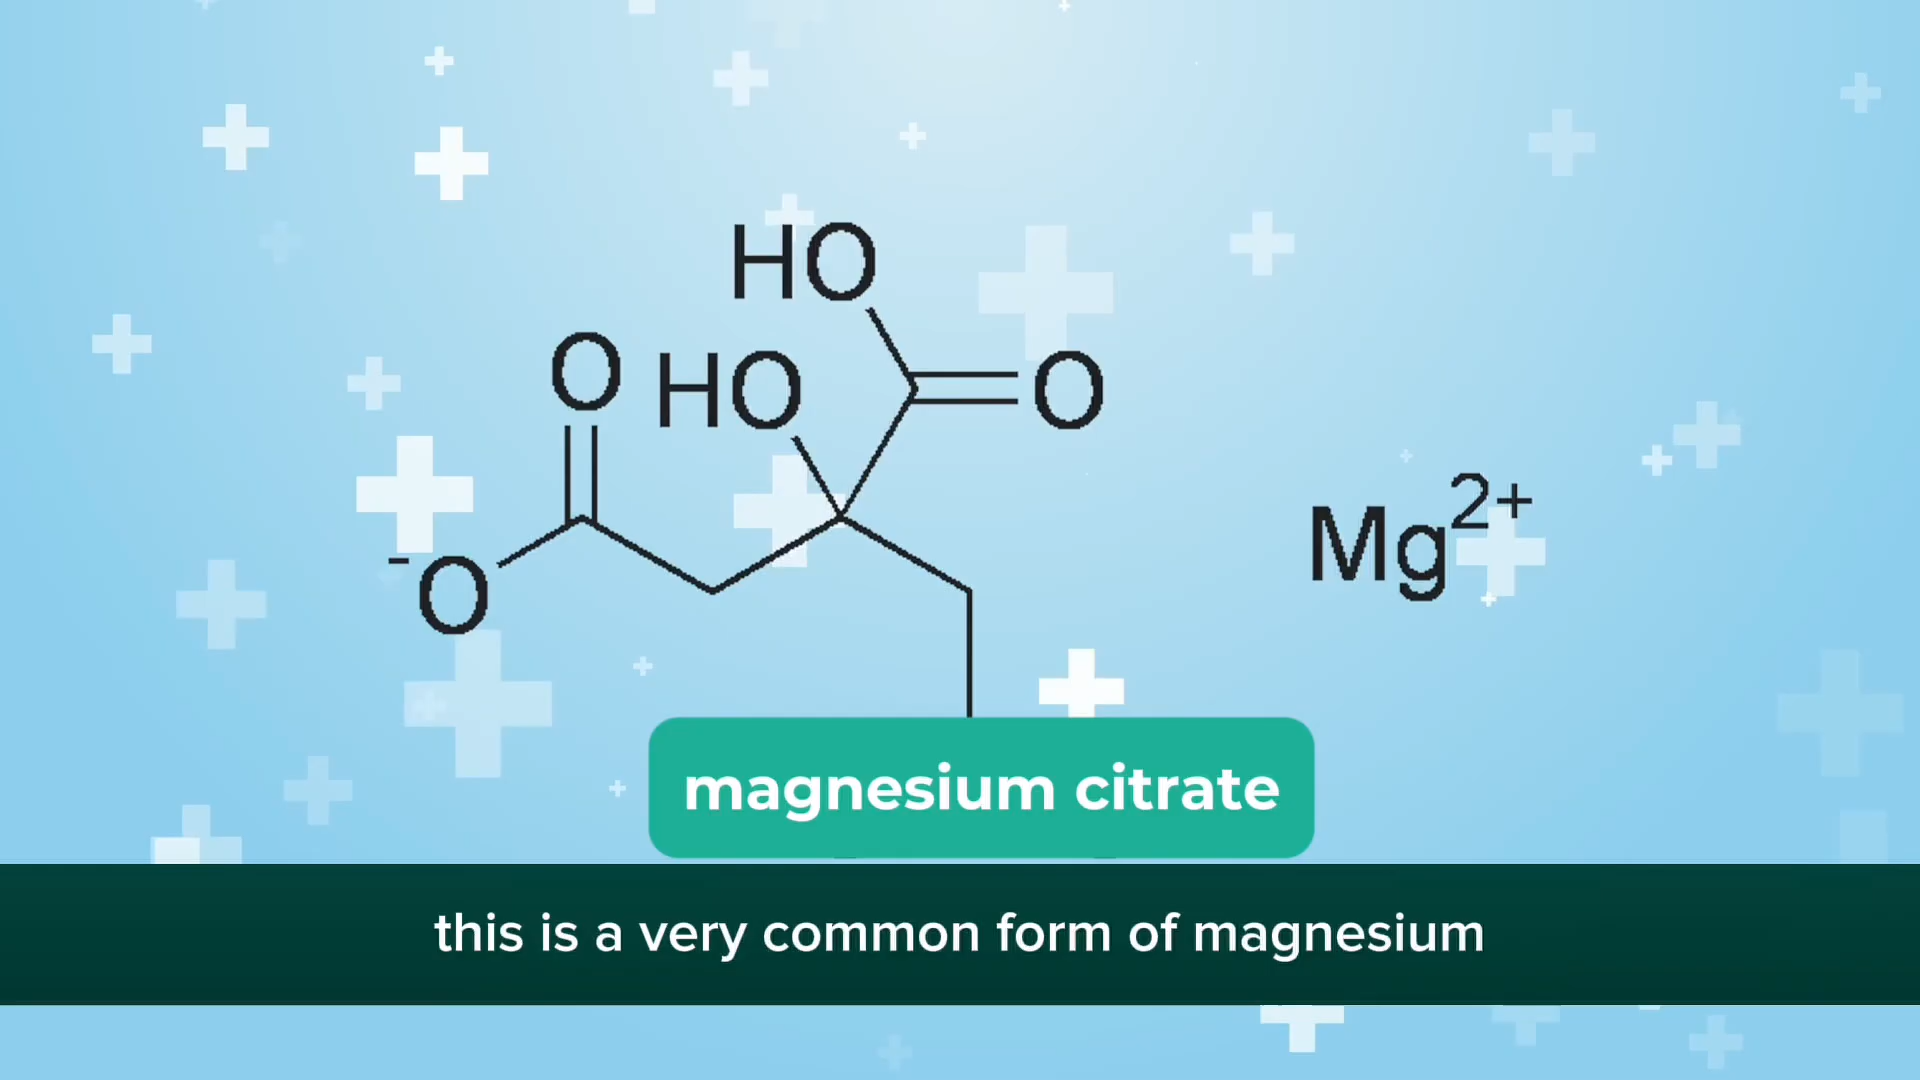 HO
O HO O
Mg2+
-O
magnesium citrate
this is a very common form of magnesium